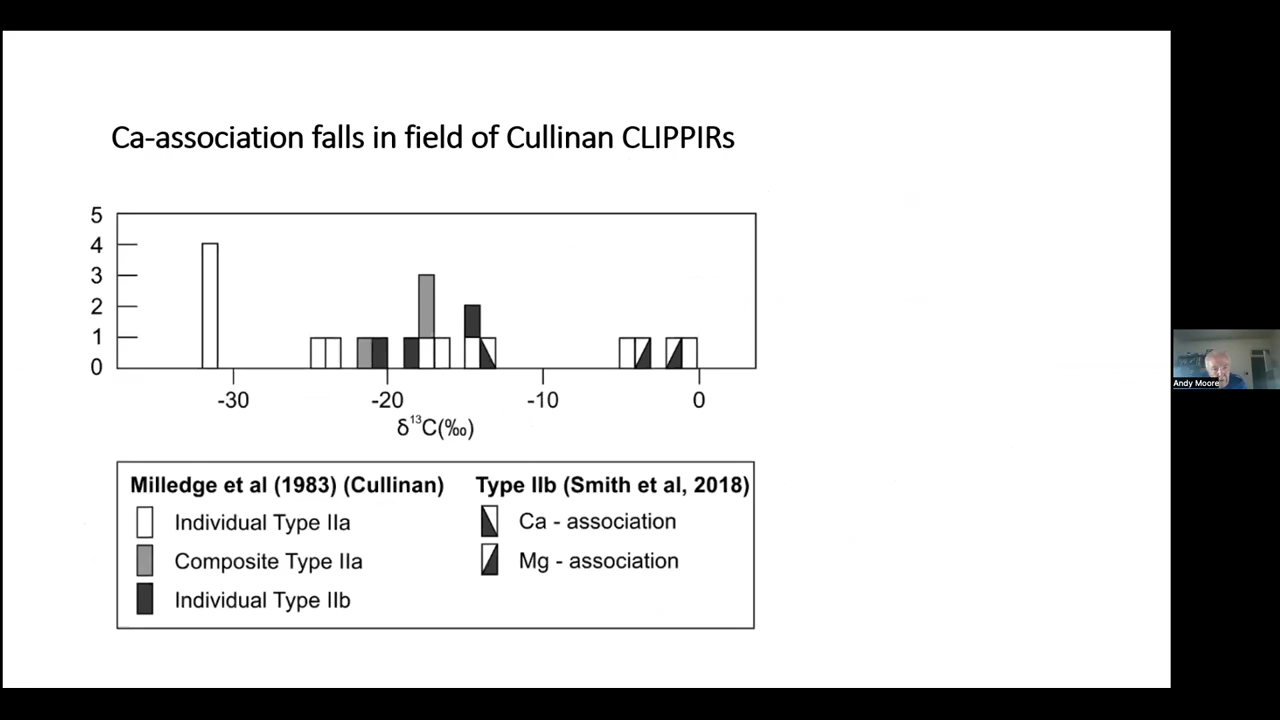 Ca-association falls in field of Cullinan CLIPPIRs
5
4
3
2
1
0
-30 -20 -10 0
δ¹³C(‰)
Milledge et al (1983) (Cullinan)
Individual Type IIa
Composite Type IIa
Individual Type IIb
Type IIb (Smith et al, 2018)
Ca - association
Mg - association
Andy Moore